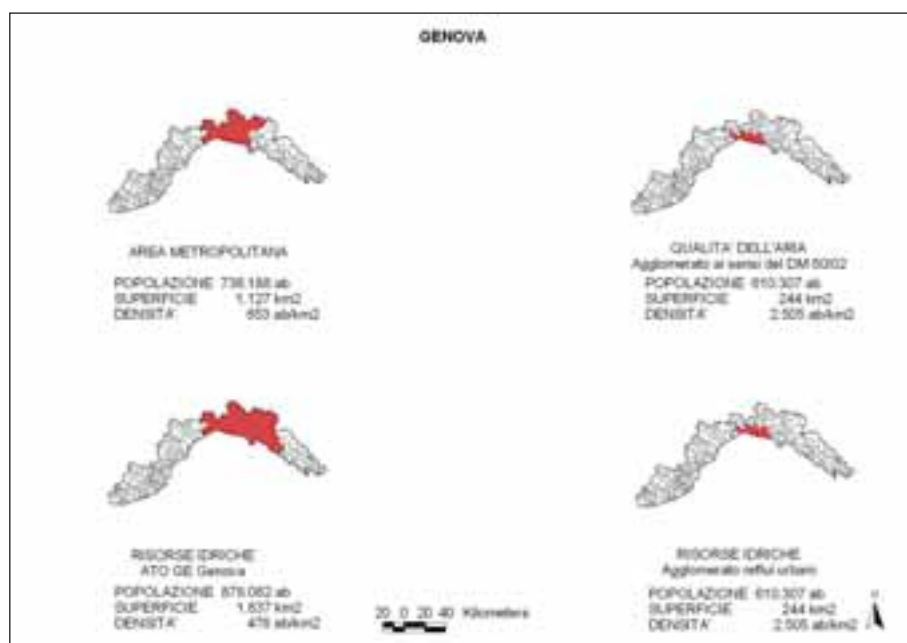 GENOVA
AREA METROPOLITANA
POPOLAZIONE 738.188 ab
SUPERFICIE 1.127 km2
DENSITA' 653 ab/km2
QUALITA' DELL'ARIA
Agglomerato ai sensi del DM 60/02
POPOLAZIONE 610.307 ab
SUPERFICIE 244 km2
DENSITA' 2.505 ab/km2
RISORSE IDRICHE
ATO GE Genova
POPOLAZIONE 878.082 ab
SUPERFICIE 1.837 km2
DENSITA' 478 ab/km2
RISORSE IDRICHE
Agglomerato reflui urbani
POPOLAZIONE 610.307 ab
SUPERFICIE 244 km2
DENSITA' 2.505 ab/km2
20 0 20 40 Kilometers
N